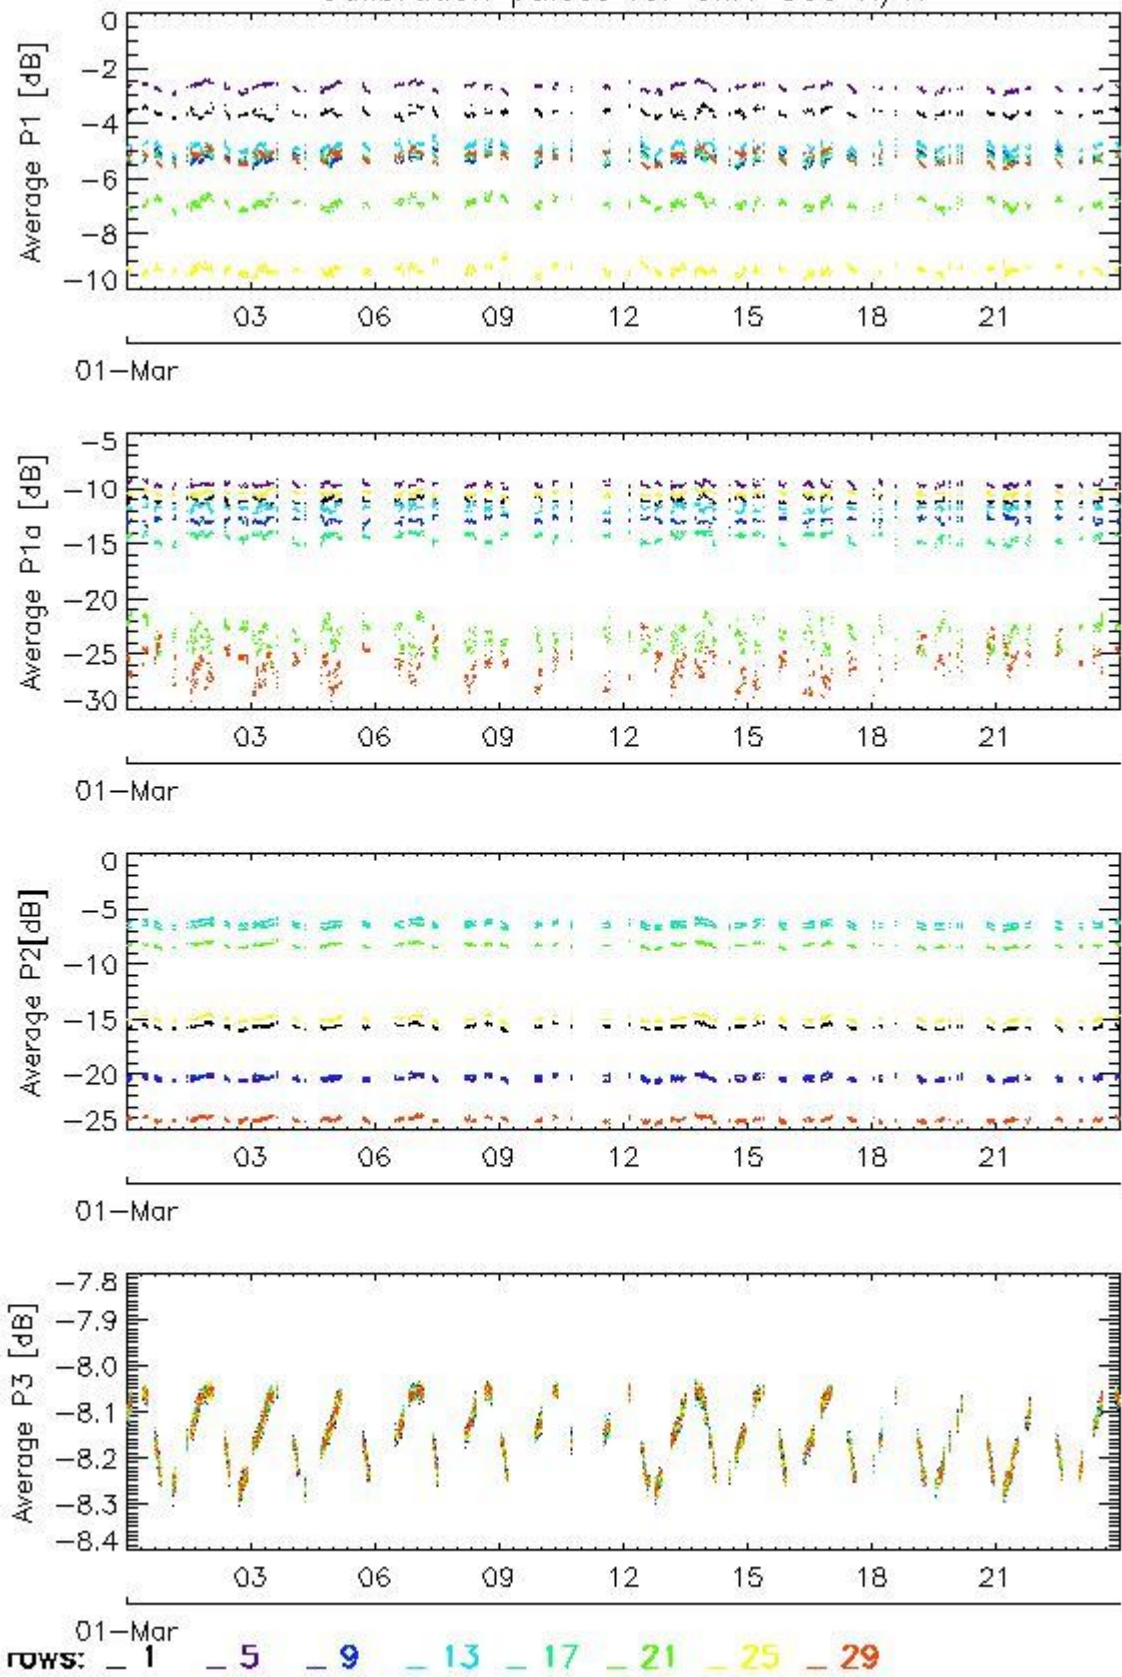 0
-2
-4
-6
-8
-10
Average P1 [dB]
03 06 09 12 15 18 21
01-Mar
-5
-10
-15
-20
-25
-30
Average P1a [dB]
03 06 09 12 15 18 21
01-Mar
0
-5
-10
-15
-20
-25
Average P2[dB]
03 06 09 12 15 18 21
01-Mar
-7.8
-7.9
-8.0
-8.1
-8.2
-8.3
-8.4
Average P3 [dB]
03 06 09 12 15 18 21
01-Mar
rows: _ 1 _ 5 _ 9 _ 13 _ 17 _ 21 _ 25 _ 29